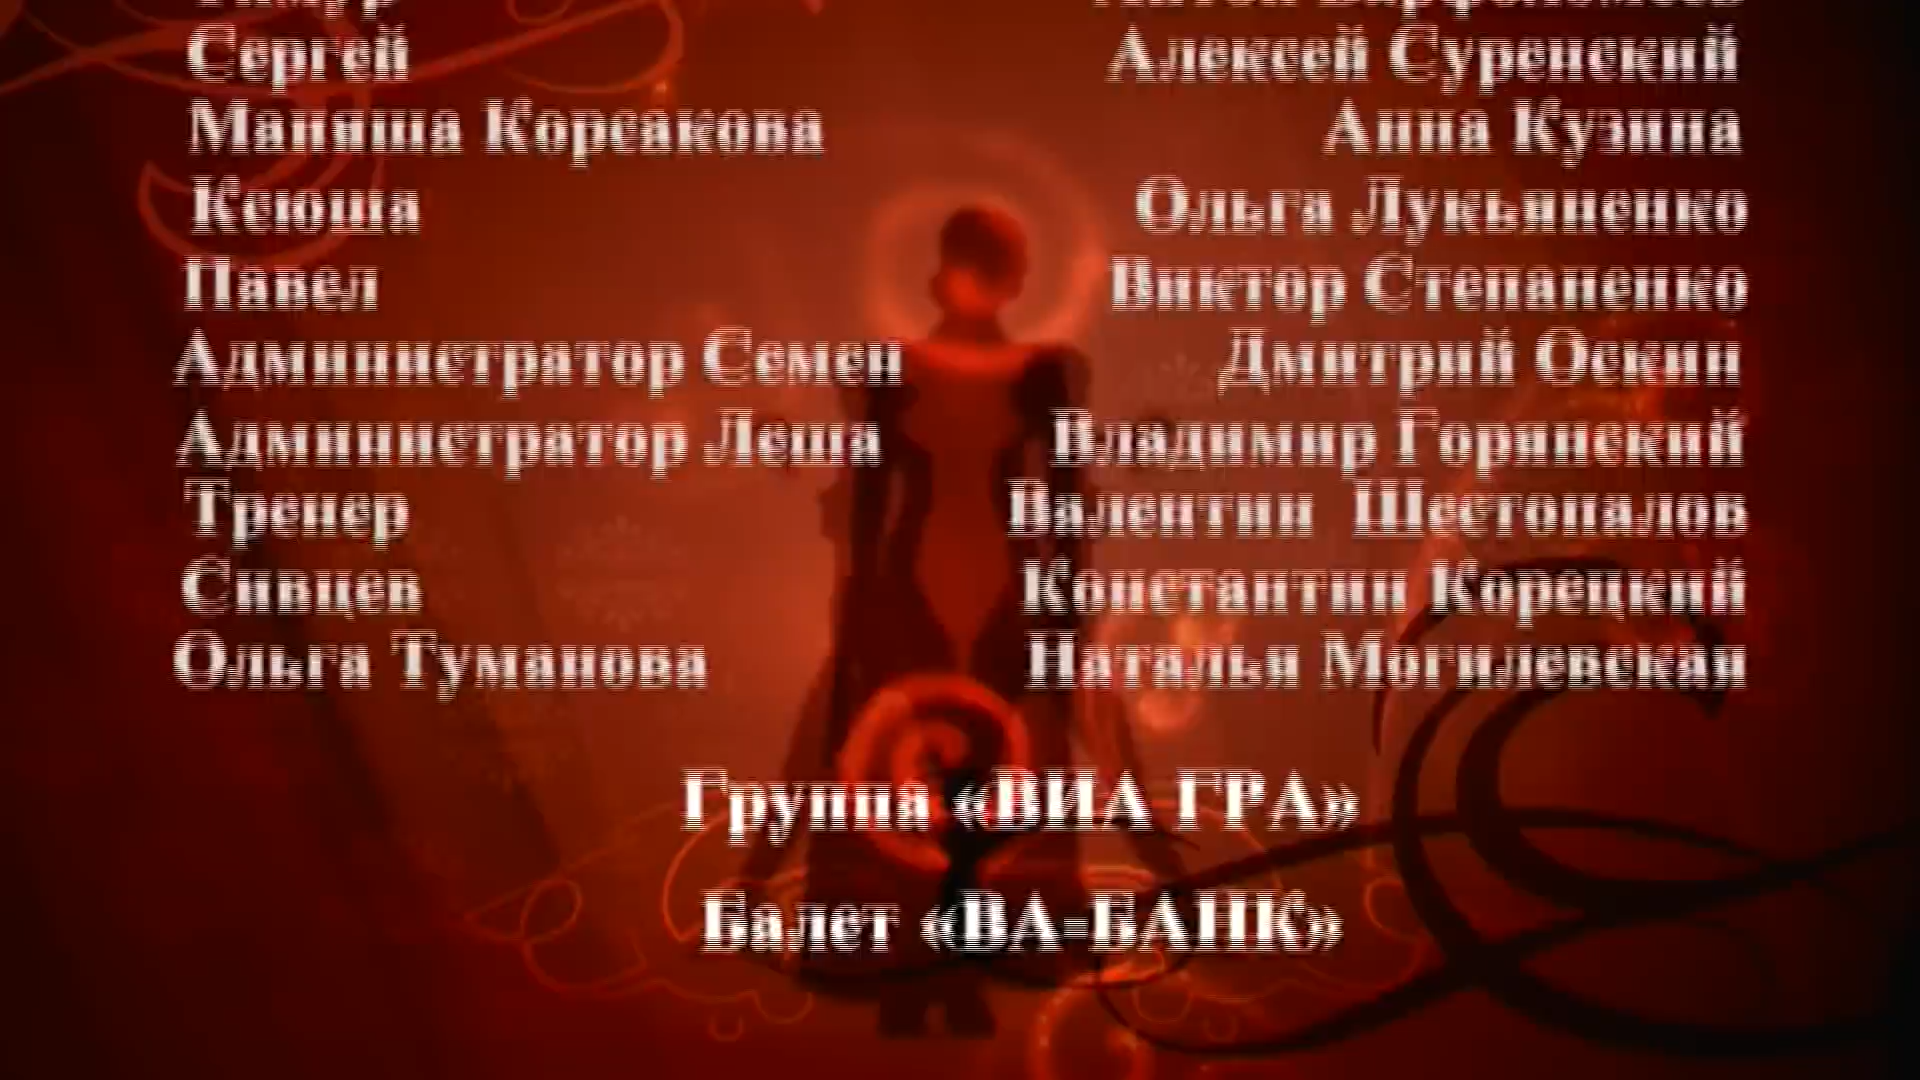 Сергей Алексей Суренский
Маняша Корсакова Анна Кузина
Ксюша Ольга Лукьяненко
Павел Виктор Степаненко
Администратор Семен Дмитрий Оскин
Администратор Леша Владимир Горянский
Тренер Валентин Шестопалов
Сивцев Константин Корецкий
Ольга Туманова Наталья Могилевская
Группа «ВИА ГРА»
Балет «ВА-БАНК»